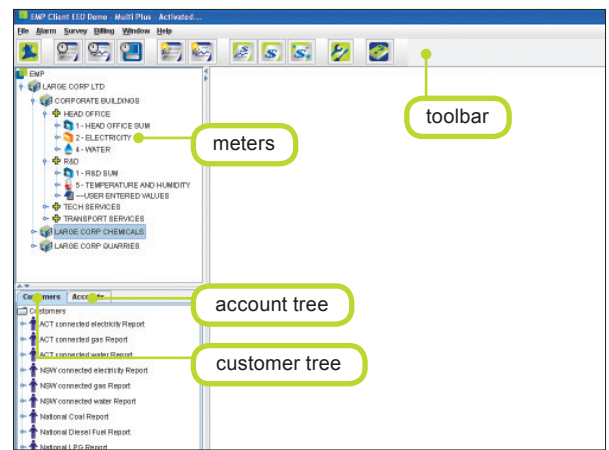 EMP Client EEO Demo - Multi Plus - Activated...
File Alarm Survey Billing Window Help
toolbar
EMP
LARGE CORP LTD
CORPORATE BUILDINGS
HEAD OFFICE
1 - HEAD OFFICE SUM
2 - ELECTRICITY
meters
4 - WATER
R&D
1 - R&D SUM
5 - TEMPERATURE AND HUMIDITY
---USER ENTERED VALUES
TECH SERVICES
TRANSPORT SERVICES
LARGE CORP CHEMICALS
LARGE CORP QUARRIES
Customers Accounts
account tree
Customers
ACT connected electricity Report
ACT connected gas Report
ACT connected water Report
customer tree
NSW connected electricity Report
NSW connected gas Report
NSW connected water Report
National Coal Report
National Diesel Fuel Report
National LPG Report